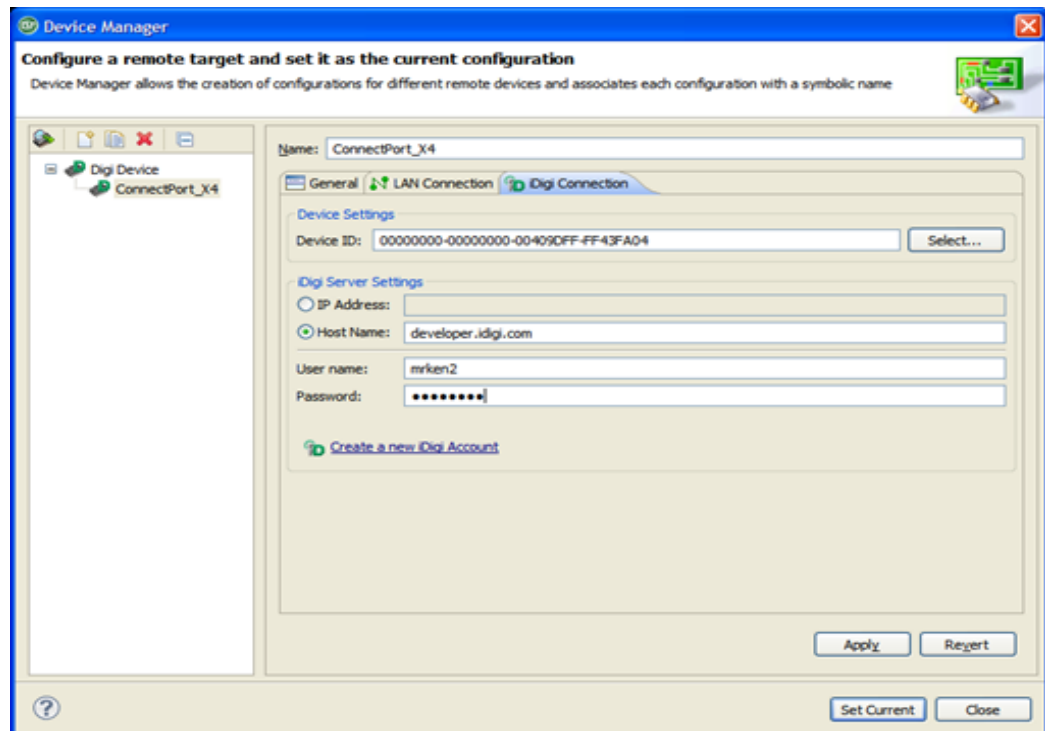 Device Manager
Configure a remote target and set it as the current configuration
Device Manager allows the creation of configurations for different remote devices and associates each configuration with a symbolic name
Digi Device
ConnectPort_X4
Name: ConnectPort_X4
General LAN Connection iDigi Connection
Device Settings
Device ID: 00000000-00000000-00409DFF-FF43FA04 Select...
iDigi Server Settings
IP Address:
Host Name: developer.idigi.com
User name: mrken2
Password: ●●●●●●●●
Create a new iDigi Account
Apply Revert
Set Current Close